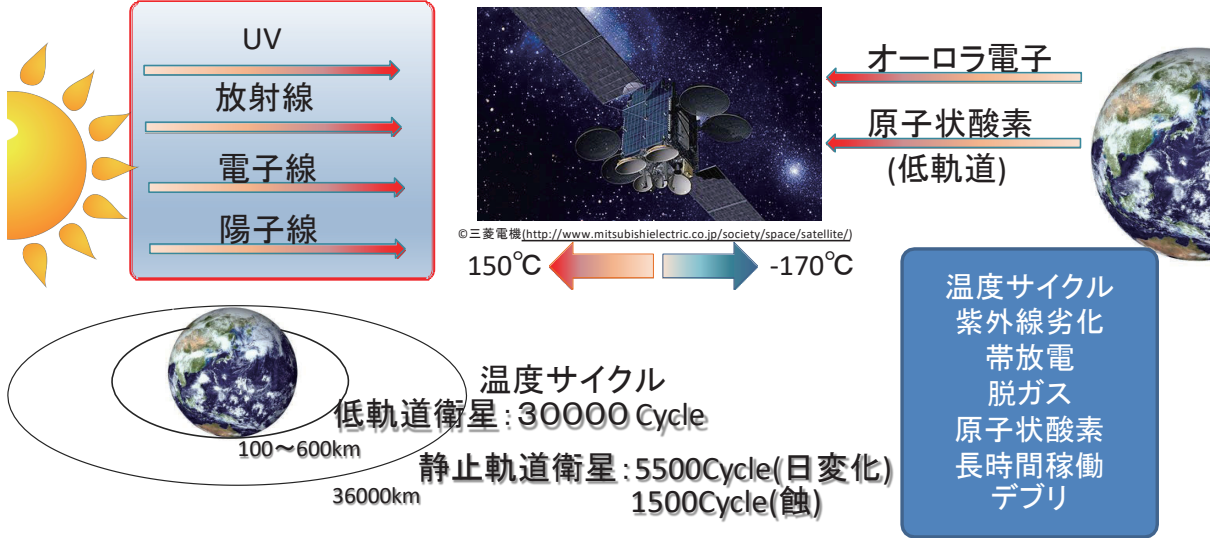 UV
放射線
電子線
陽子線
オーロラ電子
原子状酸素
(低軌道)
©三菱電機(http://www.mitsubishielectric.co.jp/society/space/satellite/)
150℃
-170℃
温度サイクル
低軌道衛星：30000 Cycle
100～600km
静止軌道衛星：5500Cycle(日変化)
1500Cycle(蝕)
36000km
温度サイクル
紫外線劣化
帯放電
脱ガス
原子状酸素
長時間稼働
デブリ